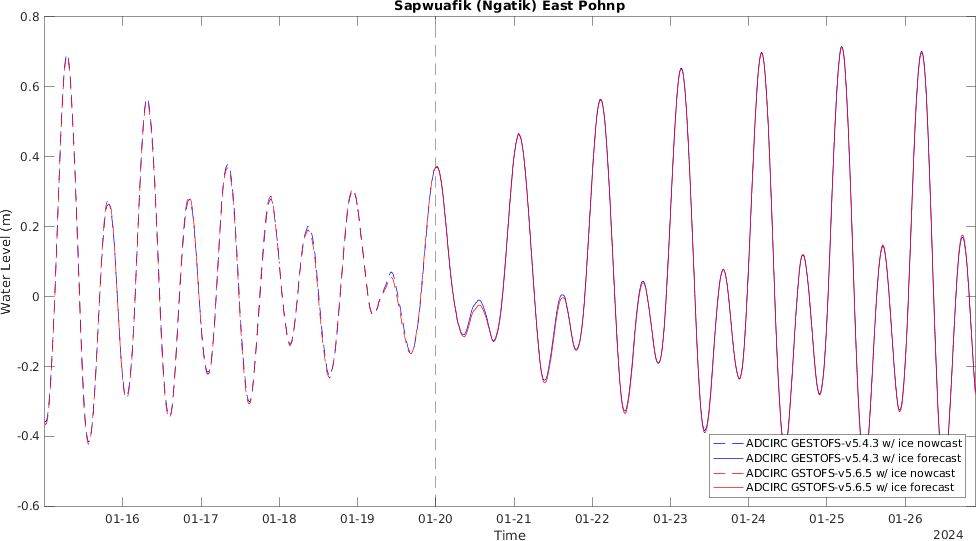 Sapwuafik (Ngatik) East Pohnp
Water Level (m)
0.8
0.6
0.4
0.2
0
-0.2
-0.4
-0.6
ADCIRC GESTOFS-v5.4.3 w/ ice nowcast
ADCIRC GESTOFS-v5.4.3 w/ ice forecast
ADCIRC GSTOFS-v5.6.5 w/ ice nowcast
ADCIRC GSTOFS-v5.6.5 w/ ice forecast
01-16 01-17 01-18 01-19 01-20 01-21 01-22 01-23 01-24 01-25 01-26
Time
2024